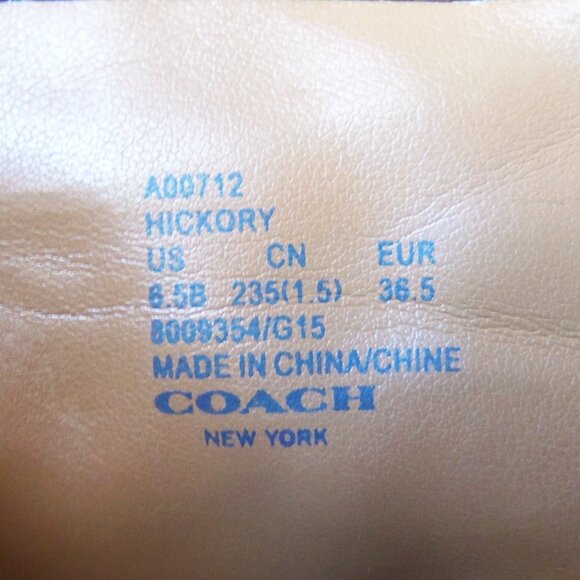 A00712
HICKORY
US CN EUR
6.5B 235(1.5) 36.5
8009354/G15
MADE IN CHINA/CHINE
COACH
NEW YORK